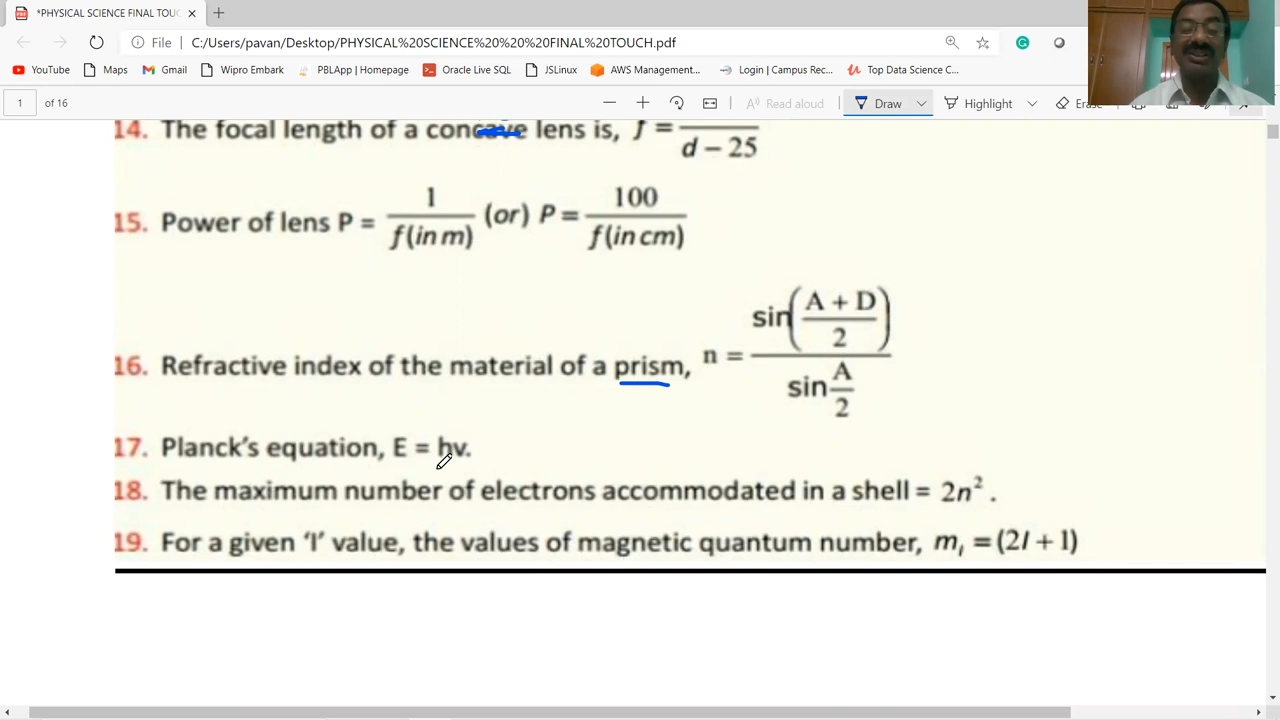 *PHYSICAL SCIENCE FINAL TOUC
File C:/Users/pavan/Desktop/PHYSICAL%20SCIENCE%20%20%20FINAL%20TOUCH.pdf
YouTube Maps Gmail Wipro Embark PBLApp | Homepage Oracle Live SQL JSLinux AWS Management... Login | Campus Rec... Top Data Science C...
1 of 16 Read aloud Draw Highlight Erase
14. The focal length of a concave lens is, f = / d – 25
15. Power of lens P = 1 / f(in m) (or) P = 100 / f(in cm)
16. Refractive index of the material of a prism, n = sin((A + D) / 2) / sin A/2
17. Planck's equation, E = hv.
18. The maximum number of electrons accommodated in a shell = 2n².
19. For a given 'l' value, the values of magnetic quantum number, mₗ = (2l + 1)